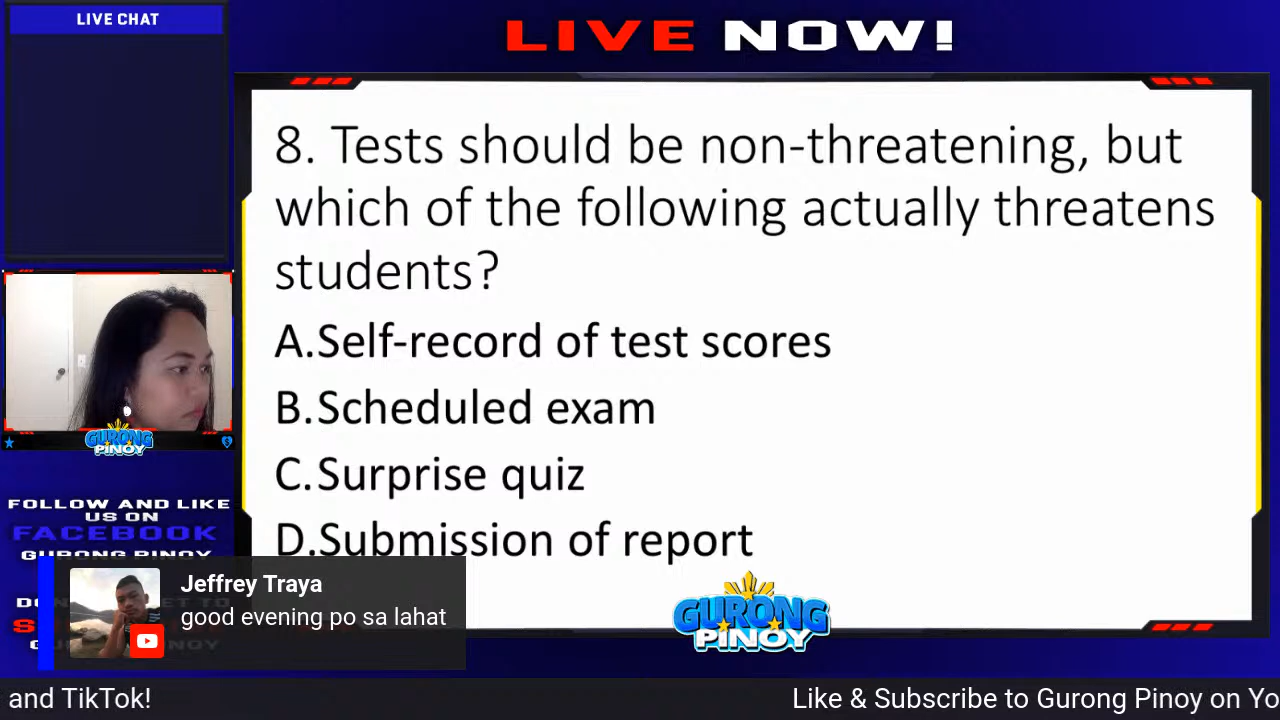 LIVE CHAT
LIVE NOW!
8. Tests should be non-threatening, but
which of the following actually threatens
students?
A.Self-record of test scores
B.Scheduled exam
C.Surprise quiz
D.Submission of report
GURONG
PINOY
FOLLOW AND LIKE
US ON
FACEBOOK
GURONG PINOY
Jeffrey Traya
good evening po sa lahat
GURONG
PINOY
and TikTok!
Like & Subscribe to Gurong Pinoy on Yo